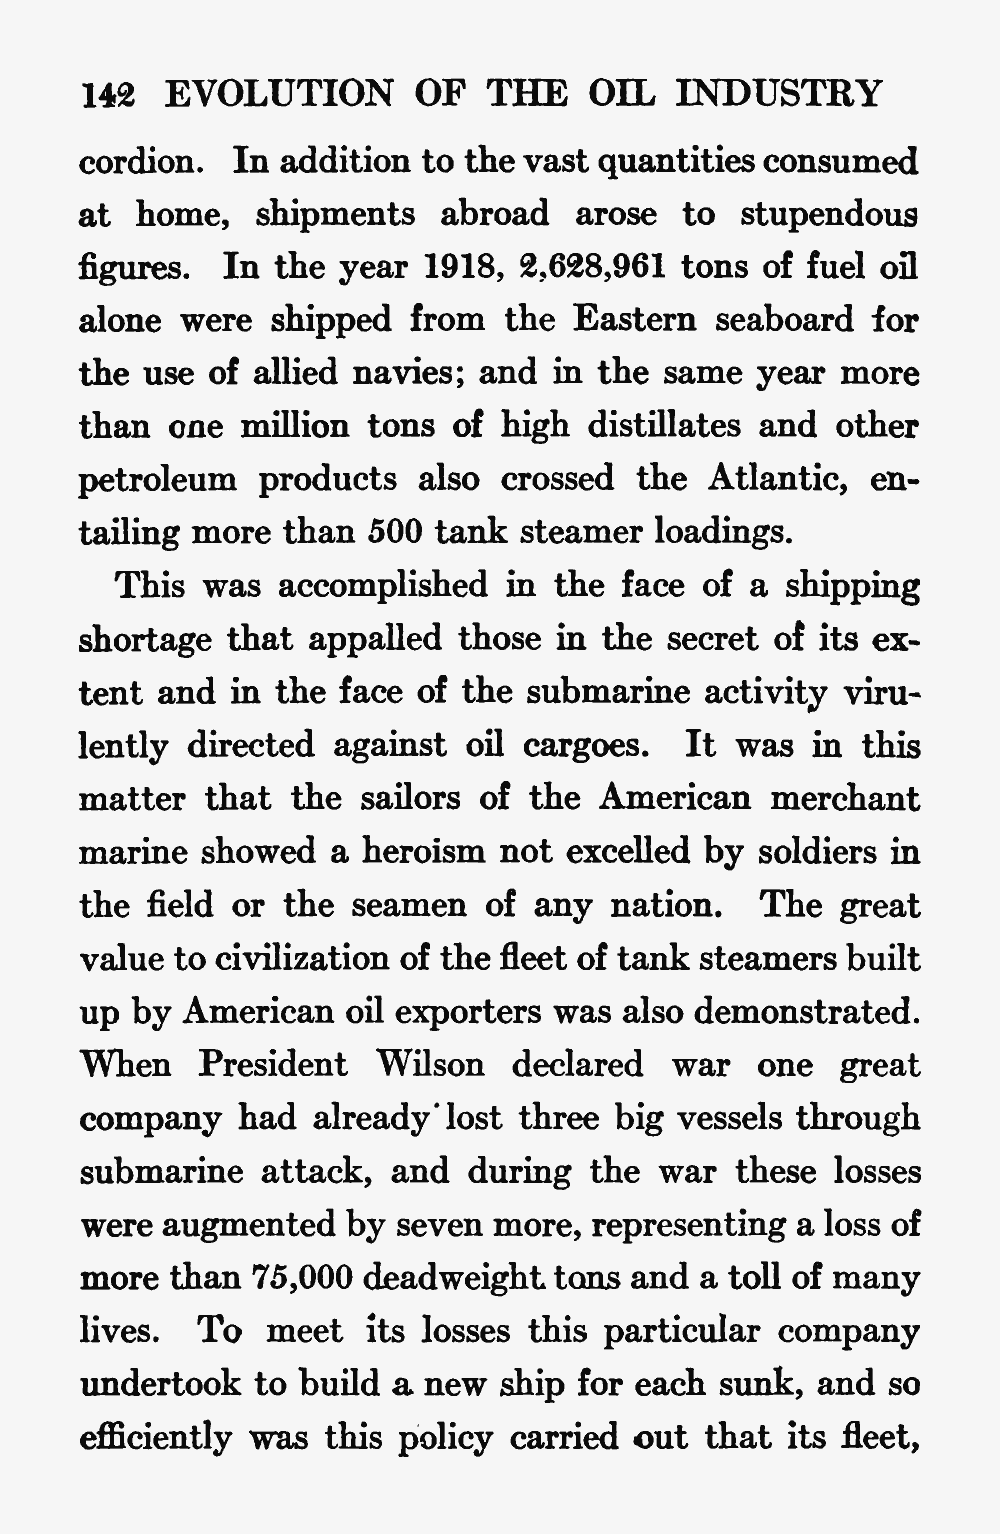 142 EVOLUTION OF THE OIL INDUSTRY
cordion. In addition to the vast quantities consumed
at home, shipments abroad arose to stupendous
figures. In the year 1918, 2,628,961 tons of fuel oil
alone were shipped from the Eastern seaboard for
the use of allied navies; and in the same year more
than one million tons of high distillates and other
petroleum products also crossed the Atlantic, en-
tailing more than 500 tank steamer loadings.
This was accomplished in the face of a shipping
shortage that appalled those in the secret of its ex-
tent and in the face of the submarine activity viru-
lently directed against oil cargoes. It was in this
matter that the sailors of the American merchant
marine showed a heroism not excelled by soldiers in
the field or the seamen of any nation. The great
value to civilization of the fleet of tank steamers built
up by American oil exporters was also demonstrated.
When President Wilson declared war one great
company had already lost three big vessels through
submarine attack, and during the war these losses
were augmented by seven more, representing a loss of
more than 75,000 deadweight tons and a toll of many
lives. To meet its losses this particular company
undertook to build a new ship for each sunk, and so
efficiently was this policy carried out that its fleet,